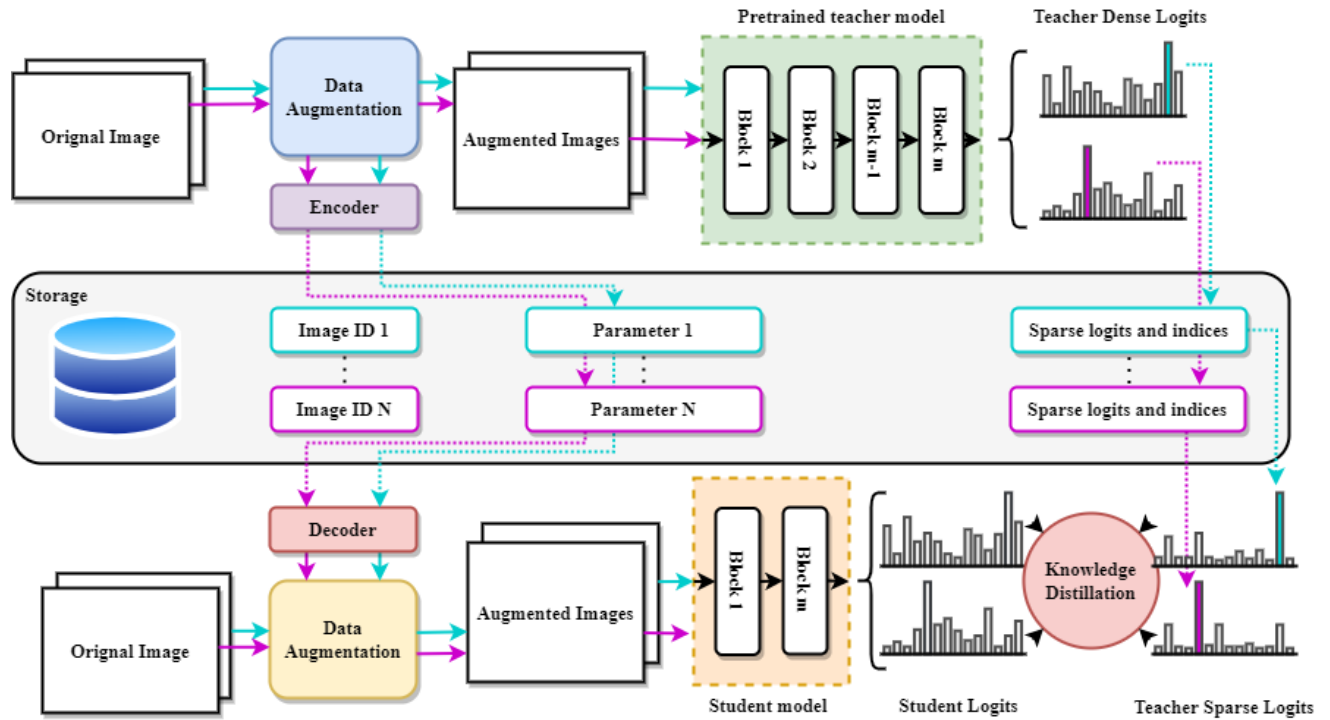 Pretrained teacher model
Teacher Dense Logits
Orignal Image
Data
Augmentation
Augmented Images
Block 1
Block 2
Block m-1
Block m
Encoder
Storage
Image ID 1
Parameter 1
Sparse logits and indices
Image ID N
Parameter N
Sparse logits and indices
Decoder
Orignal Image
Data
Augmentation
Augmented Images
Block 1
Block m
Knowledge
Distillation
Student model
Student Logits
Teacher Sparse Logits